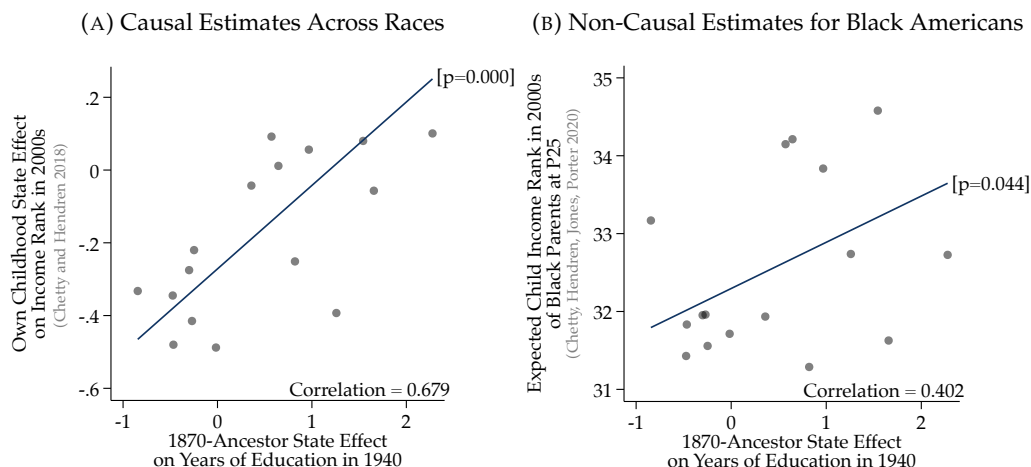 (A) Causal Estimates Across Races
Own Childhood State Effect
on Income Rank in 2000s
(Chetty and Hendren 2018)
.2
0
-.2
-.4
-.6
[p=0.000]
Correlation = 0.679
-1 0 1 2
1870-Ancestor State Effect
on Years of Education in 1940
(B) Non-Causal Estimates for Black Americans
Expected Child Income Rank in 2000s
of Black Parents at P25
(Chetty, Hendren, Jones, Porter 2020)
35
34
33
32
31
[p=0.044]
Correlation = 0.402
-1 0 1 2
1870-Ancestor State Effect
on Years of Education in 1940